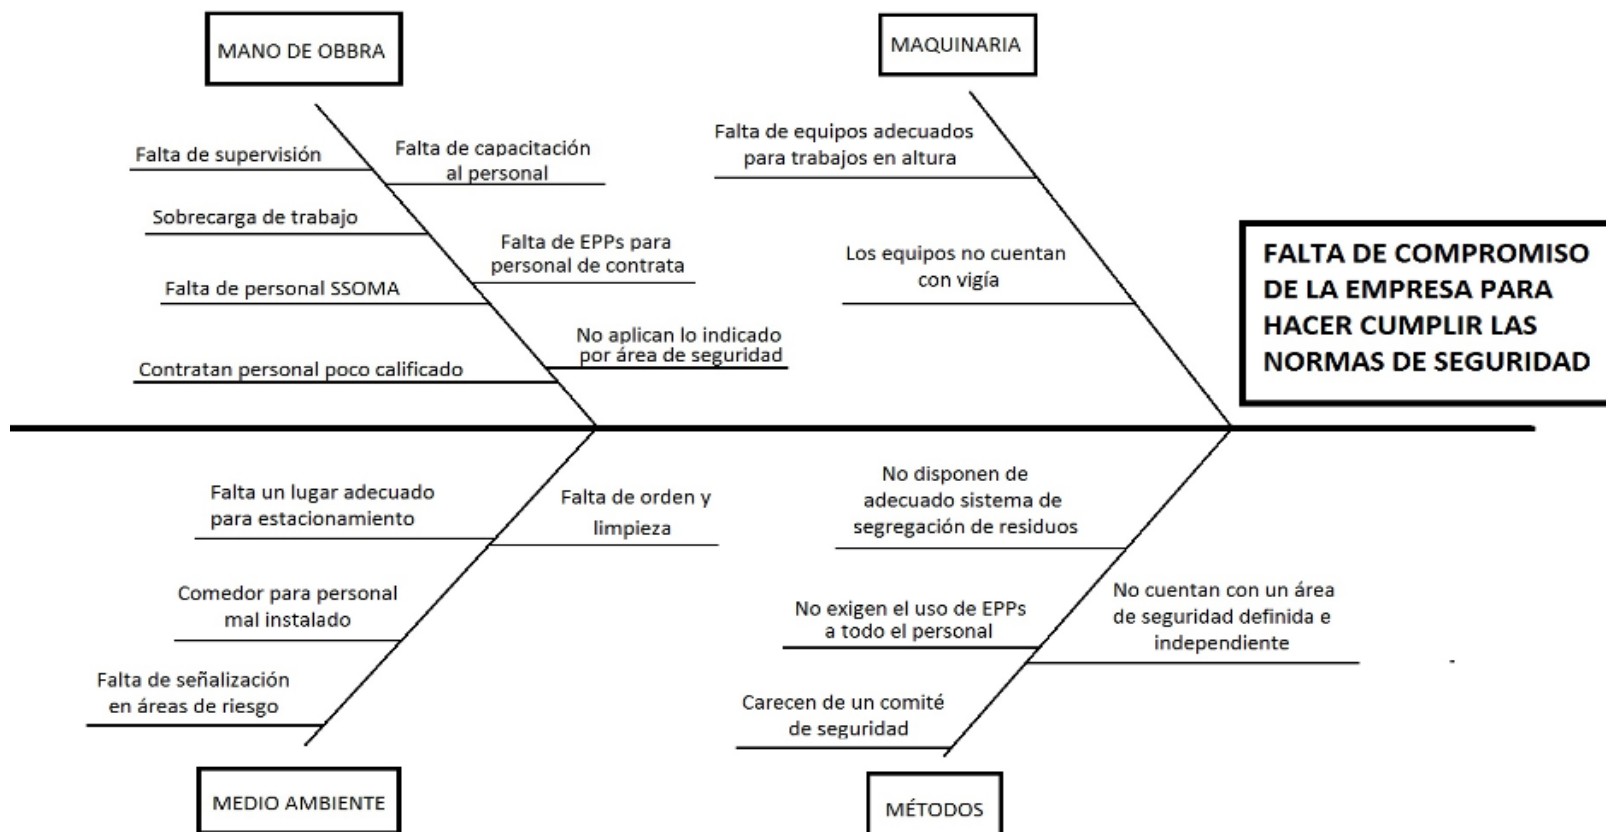 MANO DE OBBRA
MAQUINARIA
Falta de supervisión
Falta de capacitación
al personal
Sobrecarga de trabajo
Falta de EPPs para
personal de contrata
Falta de personal SSOMA
No aplican lo indicado
por área de seguridad
Contratan personal poco calificado
Falta de equipos adecuados
para trabajos en altura
Los equipos no cuentan
con vigía
FALTA DE COMPROMISO
DE LA EMPRESA PARA
HACER CUMPLIR LAS
NORMAS DE SEGURIDAD
Falta un lugar adecuado
para estacionamiento
Falta de orden y
limpieza
Comedor para personal
mal instalado
Falta de señalización
en áreas de riesgo
No disponen de
adecuado sistema de
segregación de residuos
No exigen el uso de EPPs
a todo el personal
No cuentan con un área
de seguridad definida e
independiente
Carecen de un comité
de seguridad
MEDIO AMBIENTE
MÉTODOS